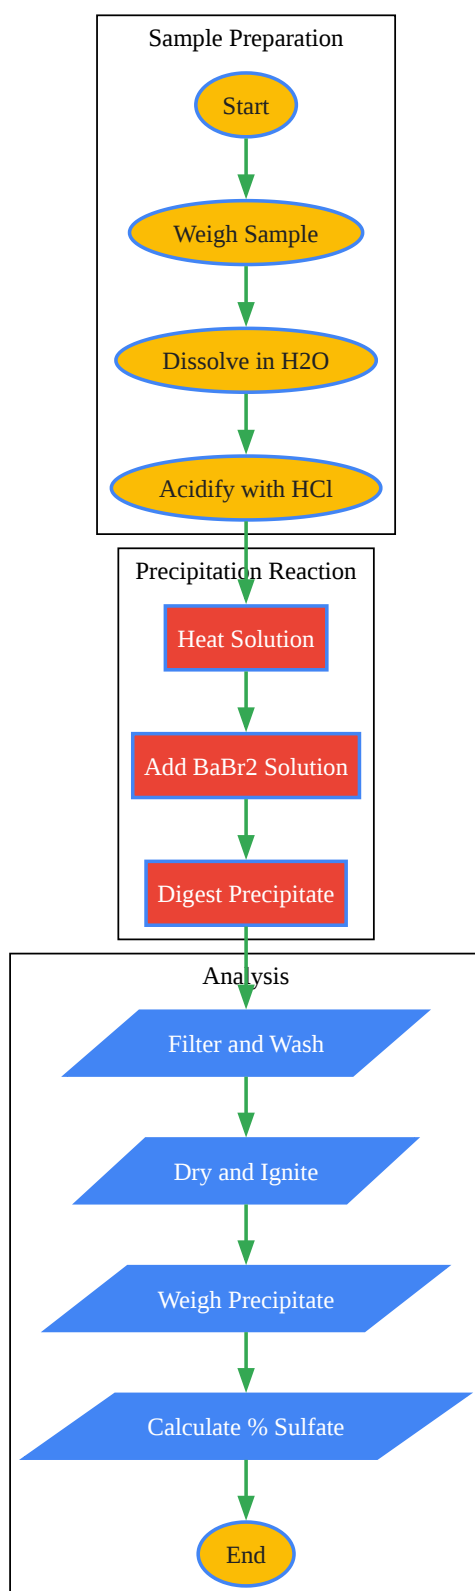 Sample Preparation
Start
Weigh Sample
Dissolve in H2O
Acidify with HCl
Precipitation Reaction
Heat Solution
Add BaBr2 Solution
Digest Precipitate
Analysis
Filter and Wash
Dry and Ignite
Weigh Precipitate
Calculate % Sulfate
End